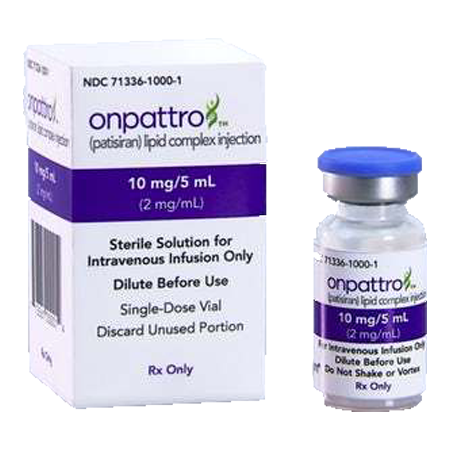 NDC 71336-1000-1
onpattro™
(patisiran) lipid complex injection
10 mg/5 mL
(2 mg/mL)
Sterile Solution for
Intravenous Infusion Only
Dilute Before Use
Single-Dose Vial
Discard Unused Portion
Rx Only
71336-1000-1
onpattro
(patisiran) lipid complex injection
10 mg/5 mL
(2 mg/mL)
For Intravenous Infusion Only
Dilute Before Use
Do Not Shake or Vortex
Rx Only